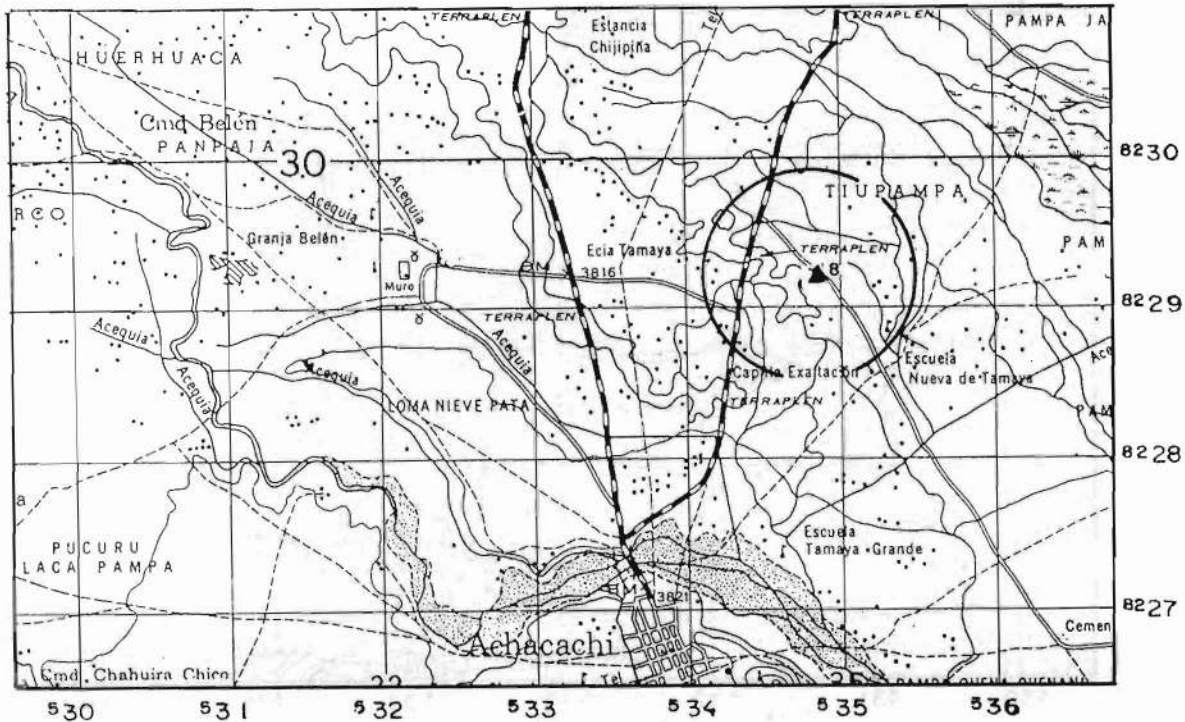 TERRAPLEN
Estancia
Chijipiña
Tel
TERRAPLEN
PAMPA JA
HUERHUACA
Cmd Belén
PANPAJA
30
8230
Acequia
Acequia
TIUPAMPA
RCO
Granja Belén
Ecia Tamaya
TERRAPLEN
PAM
Muro
BM
3816
8
8229
TERRAPLEN
Acequia
Acequia
Acequia
Acequia
Capilla Exaltación
Escuela
Nueva de Tamaya
Ace
LOMA NIEVE PATA
TERRAPLEN
PAM
8228
a
PUCURU
LACA PAMPA
Escuela
Tamaya Grande
BM
3821
8227
Achacachi
Cemen
Cmd. Chahuira Chico
Tel
530
531
532
533
534
535
536